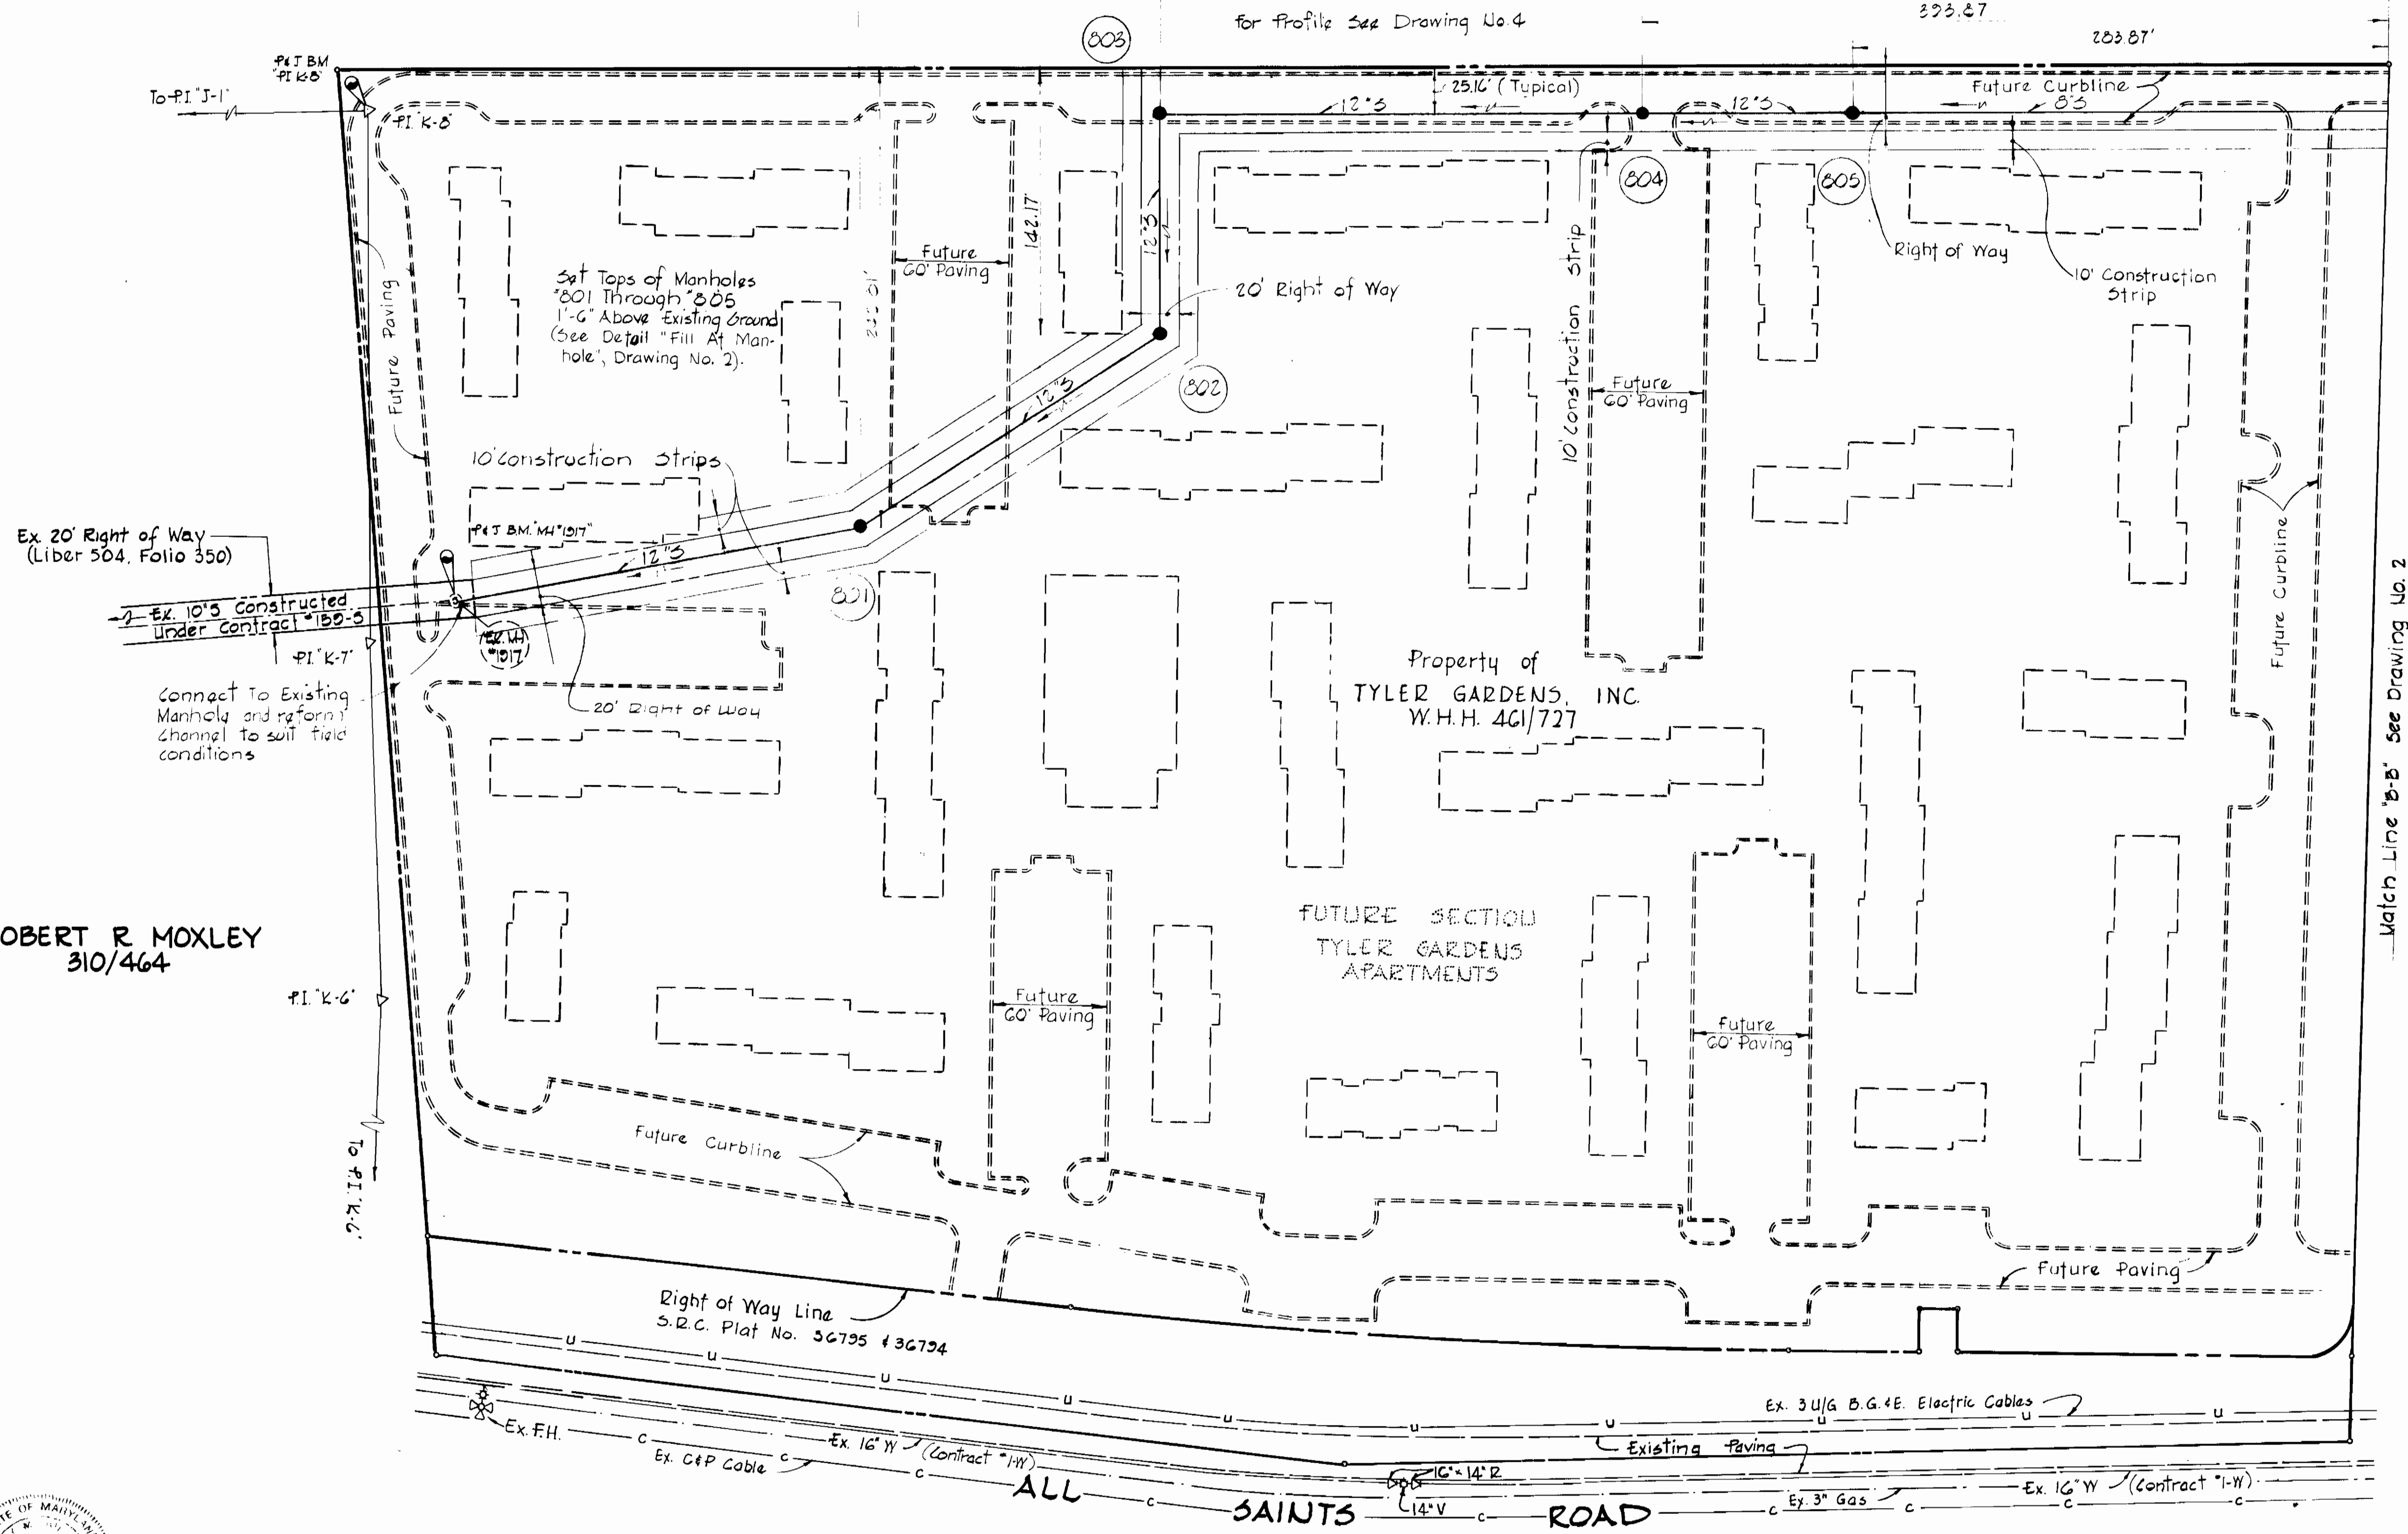 For Profile See Drawing No. 4
393.87
283.87'
803
P&J BM
"PI K-8"
To P.I. "J-1"
P.I. "K-8"
25.16' (Typical)
12"S
12"S
Future Curbline
8"S
804
805
Right of Way
10' Construction
Strip
142.17'
12"S
Future
60' Paving
20' Right of Way
Set Tops of Manholes
#801 Through #805
1'-6" Above Existing Ground
(See Detail "Fill At Man-
hole", Drawing No. 2).
Future Paving
10' Construction Strip
Future
60' Paving
802
12"S
10' Construction Strips
P&J B.M. "MH #1917"
12"S
801
Ex. 20' Right of Way
(Liber 504, Folio 350)
Ex. 10"S Constructed
Under Contract #155-S
EX. MH
#1917
P.I. "K-7"
Connect To Existing
Manhole and reform
Channel to suit field
conditions
20' Right of Way
Property of
TYLER GARDENS, INC.
W.H.H. 461/727
Future Curbline
Match Line "B-B" See Drawing No. 2
OBERT R MOXLEY
310/464
P.I. "K-6"
FUTURE SECTION
TYLER GARDENS
APARTMENTS
Future
60' Paving
Future
60' Paving
Future Curbline
To P.I. "K-6"
Future Paving
Right of Way Line
S.R.C. Plat No. 36795 & 36794
U U U U U U U U U U
Ex. 3 U/G B.G.&E. Electric Cables
Existing Paving
Ex. F.H.
Ex. 16" W (Contract #1-W)
Ex. C&P Cable
C C C C C C C C C
16" x 14" R
14" V
Ex. 3" Gas
Ex. 16" W (Contract #1-W)
ALL SAINTS ROAD
TE OF MARYLAN